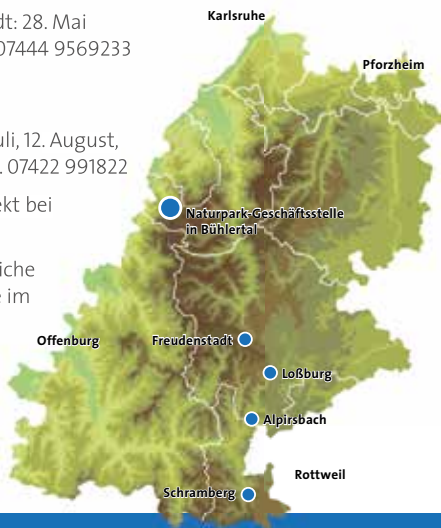 dt: 28. Mai
07444 9569233
uli, 12. August,
. 07422 991822
ekt bei
iche
e im
Karlsruhe
Pforzheim
Naturpark-Geschäftsstelle
in Bühlertal
Offenburg
Freudenstadt
Loßburg
Alpirsbach
Rottweil
Schramberg